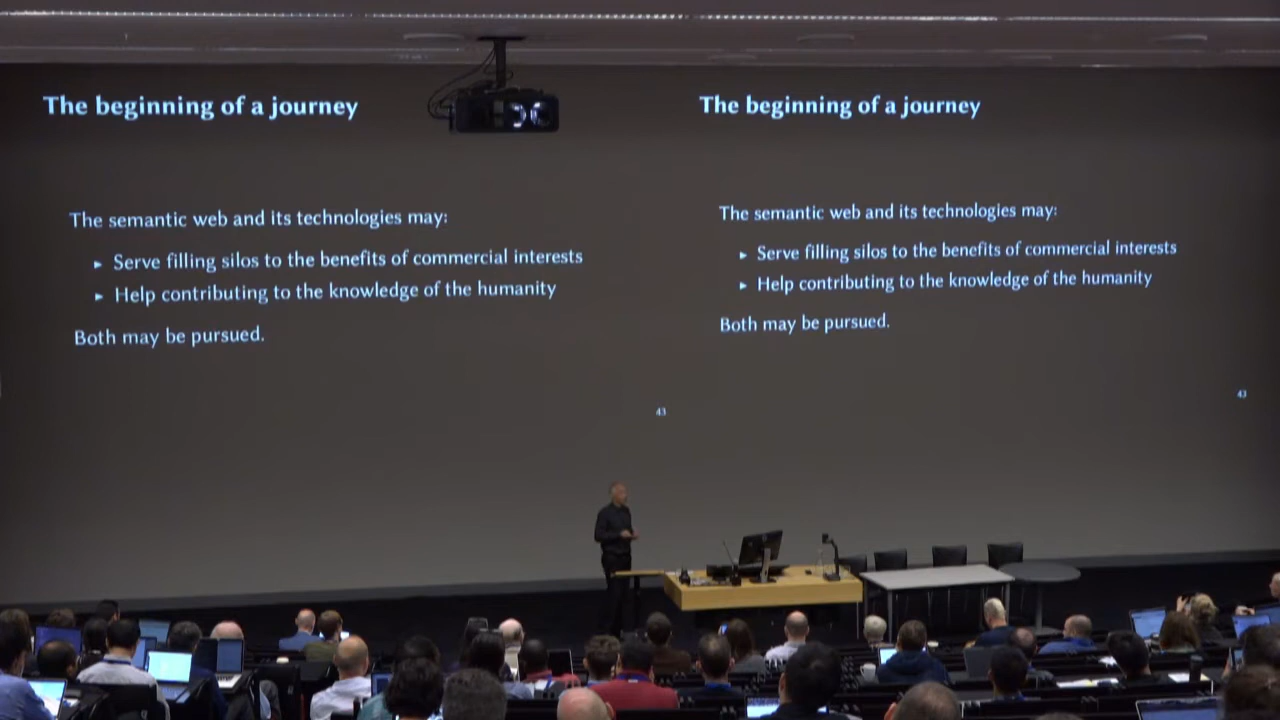 The beginning of a journey
The semantic web and its technologies may:
▸ Serve filling silos to the benefits of commercial interests
▸ Help contributing to the knowledge of the humanity
Both may be pursued.
43
The beginning of a journey
The semantic web and its technologies may:
▸ Serve filling silos to the benefits of commercial interests
▸ Help contributing to the knowledge of the humanity
Both may be pursued.
43